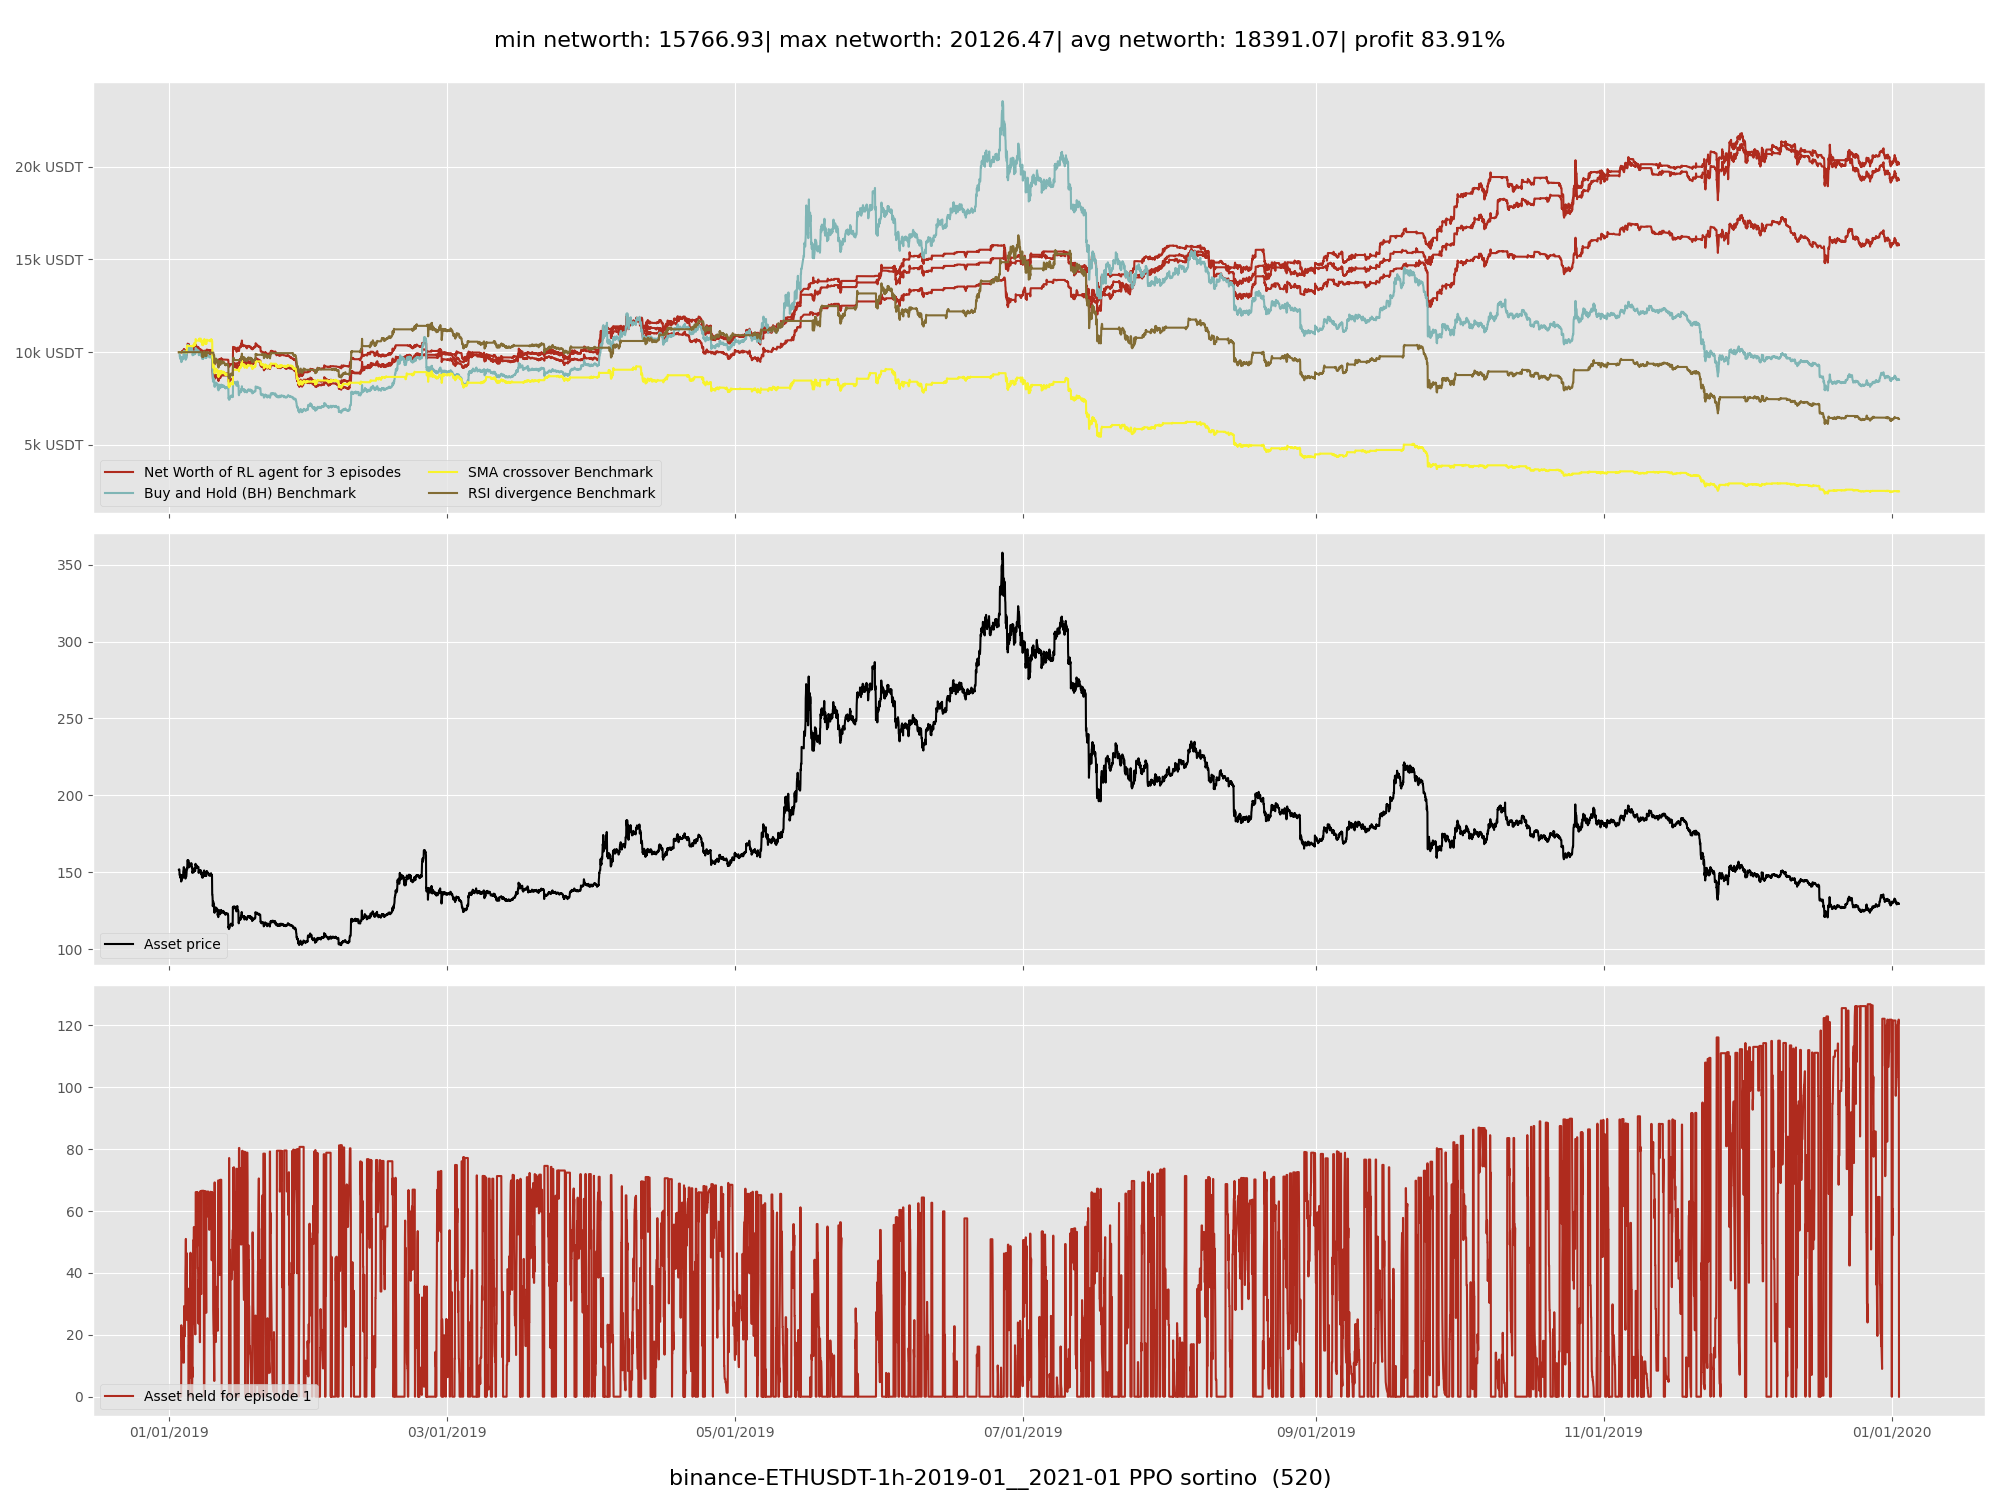 min networth: 15766.93| max networth: 20126.47| avg networth: 18391.07| profit 83.91%
20k USDT
15k USDT
10k USDT
5k USDT
Net Worth of RL agent for 3 episodes
Buy and Hold (BH) Benchmark
SMA crossover Benchmark
RSI divergence Benchmark
350
300
250
200
150
100
Asset price
120
100
80
60
40
20
0
Asset held for episode 1
01/01/2019
03/01/2019
05/01/2019
07/01/2019
09/01/2019
11/01/2019
01/01/2020
binance-ETHUSDT-1h-2019-01__2021-01 PPO sortino  (520)